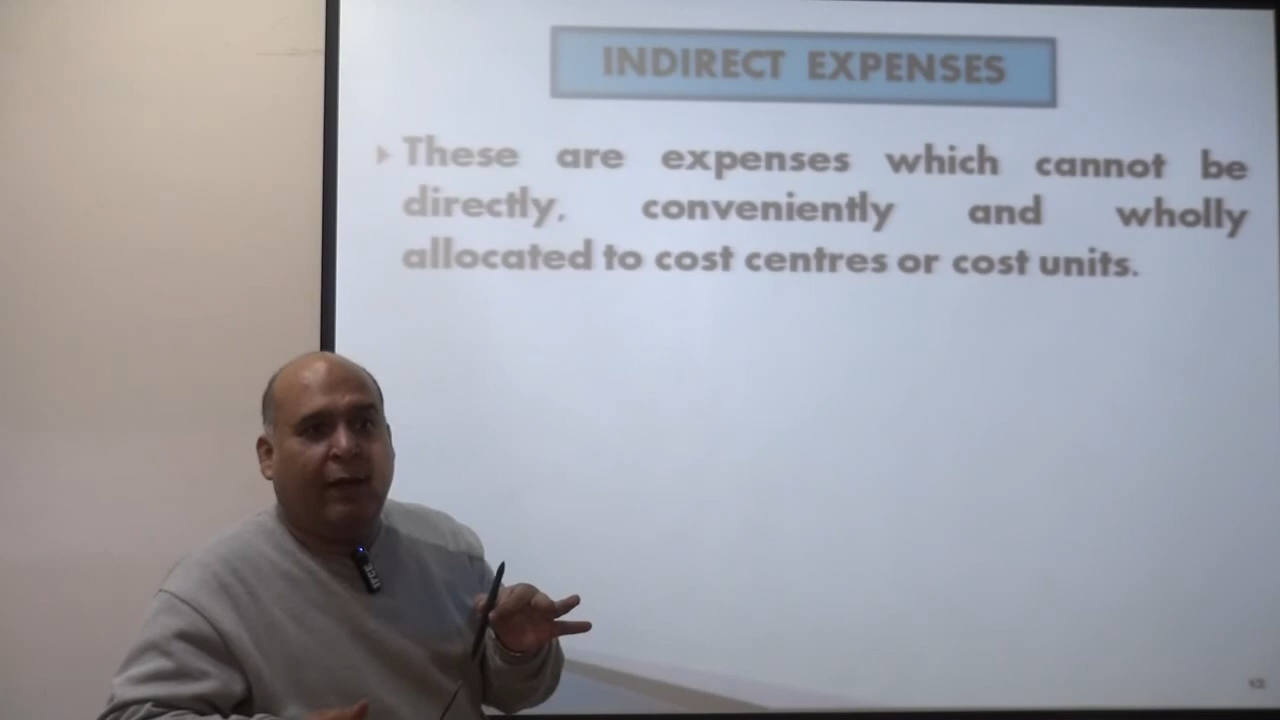 INDIRECT EXPENSES
These are expenses which cannot be
directly, conveniently and wholly
allocated to cost centres or cost units.